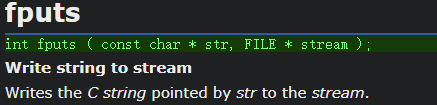 fputs
int fputs ( const char * str, FILE * stream );
Write string to stream
Writes the C string pointed by str to the stream.